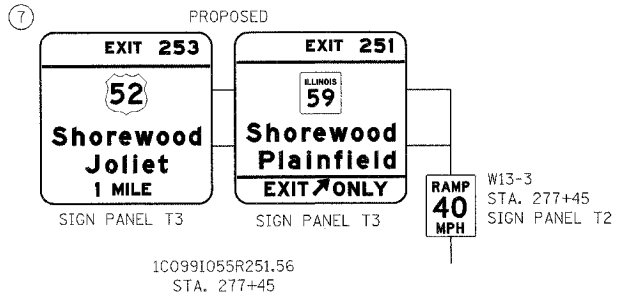 7
PROPOSED
EXIT 253
52
Shorewood
Joliet
1 MILE
SIGN PANEL T3
EXIT 251
ILLINOIS
59
Shorewood
Plainfield
EXIT ONLY
SIGN PANEL T3
RAMP
40
MPH
W13-3
STA. 277+45
SIGN PANEL T2
1C099I055R251.56
STA. 277+45